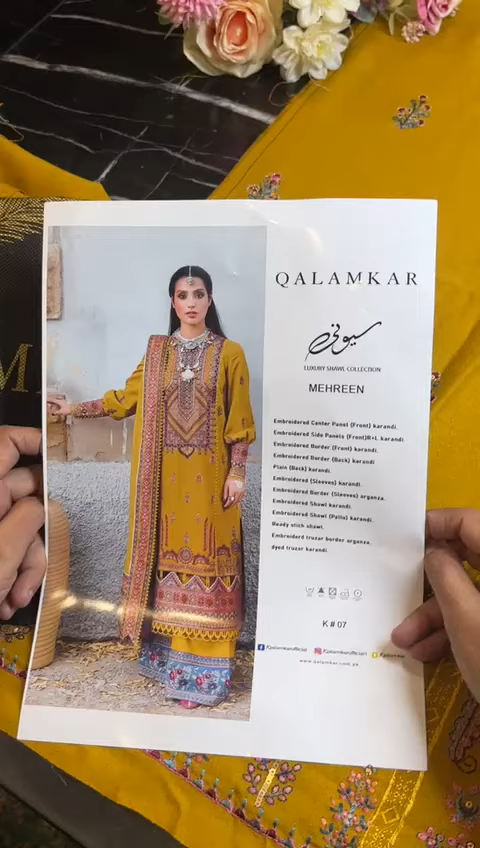 QALAMKAR
سیونی
LUXURY SHAWL COLLECTION
MEHREEN
Embroidered Center Panel (Front) karandi.
Embroidered Side Panels (Front)R+L karandi.
Embroidered Border (Front) karandi.
Embroidered Border (Back) karandi
Plain (Back) karandi.
Embroidered (Sleeves) karandi.
Embroidered Border (Sleeves) organza.
Embroidered Shawl karandi.
Embroidered Shawl (Pallu) karandi.
Ready stich shawl.
Embroiderd truzar border organza.
dyed truzar karandi.
K # 07
www.qalamkar.com.pk